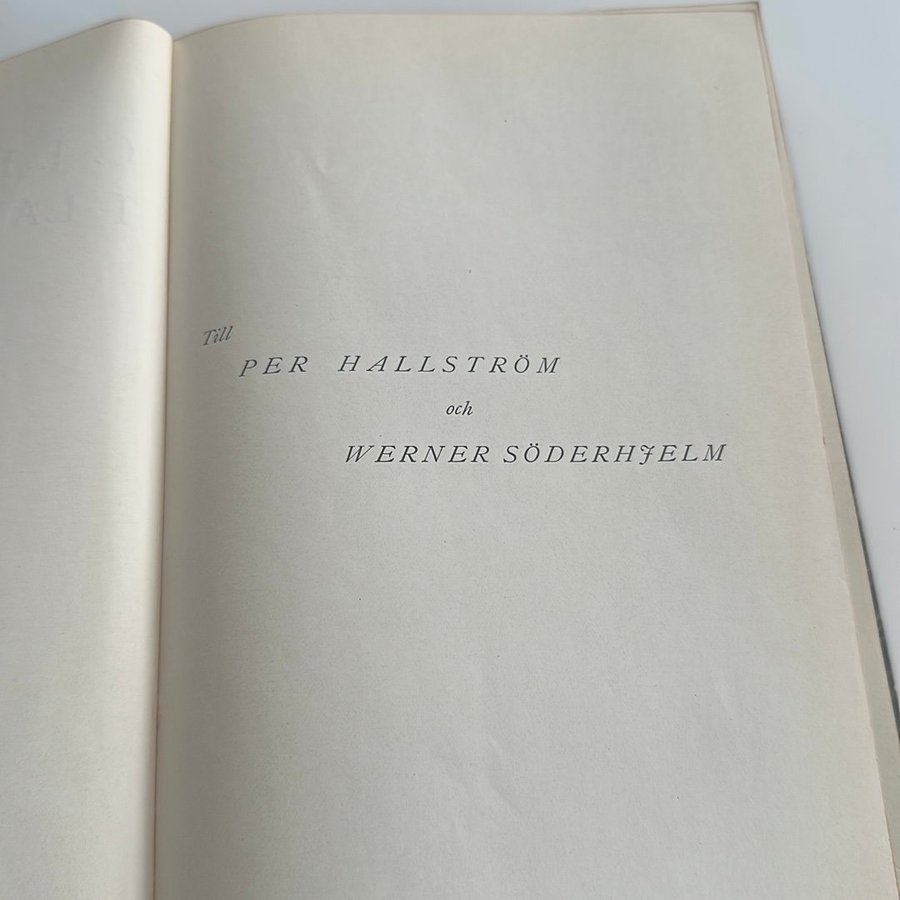 Till
PER HALLSTRÖM
och
WERNER SÖDERHJELM